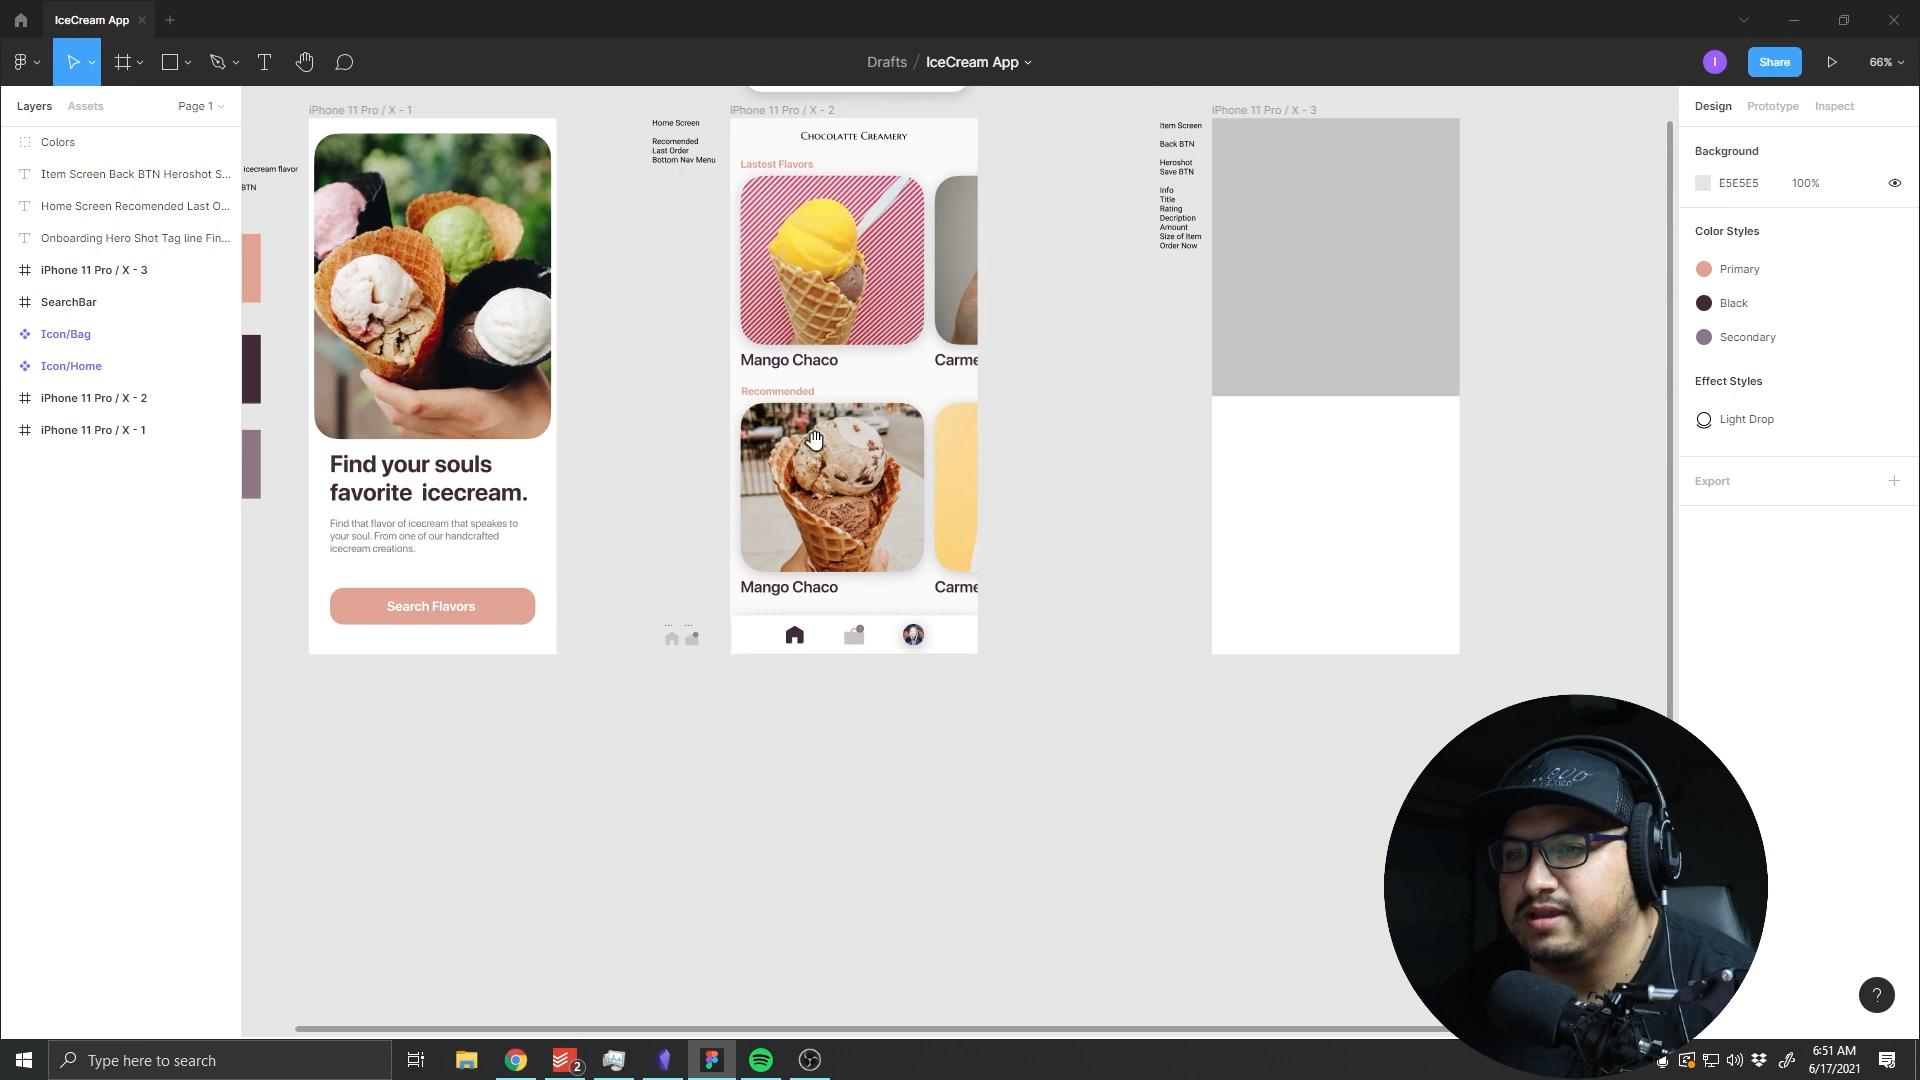 IceCream App
Drafts / IceCream App
I
Share
66%
Layers
Assets
Page 1
Colors
Item Screen Back BTN Heroshot S...
Home Screen Recomended Last O...
Onboarding Hero Shot Tag line Fin...
iPhone 11 Pro / X - 3
SearchBar
Icon/Bag
Icon/Home
iPhone 11 Pro / X - 2
iPhone 11 Pro / X - 1
icecream flavor
BTN
iPhone 11 Pro / X - 1
Find your souls
favorite icecream.
Find that flavor of icecream that speakes to
your soul. From one of our handcrafted
icecream creations.
Search Flavors
Home Screen
Recomended
Last Order
Bottom Nav Menu
iPhone 11 Pro / X - 2
Chocolatte Creamery
Lastest Flavors
Mango Chaco
Carme
Recommended
Mango Chaco
Carme
Item Screen
Back BTN
Heroshot
Save BTN
Info
Title
Rating
Decription
Amount
Size of Item
Order Now
iPhone 11 Pro / X - 3
Design
Prototype
Inspect
Background
E5E5E5
100%
Color Styles
Primary
Black
Secondary
Effect Styles
Light Drop
Export
?
Type here to search
2
6:51 AM
6/17/2021